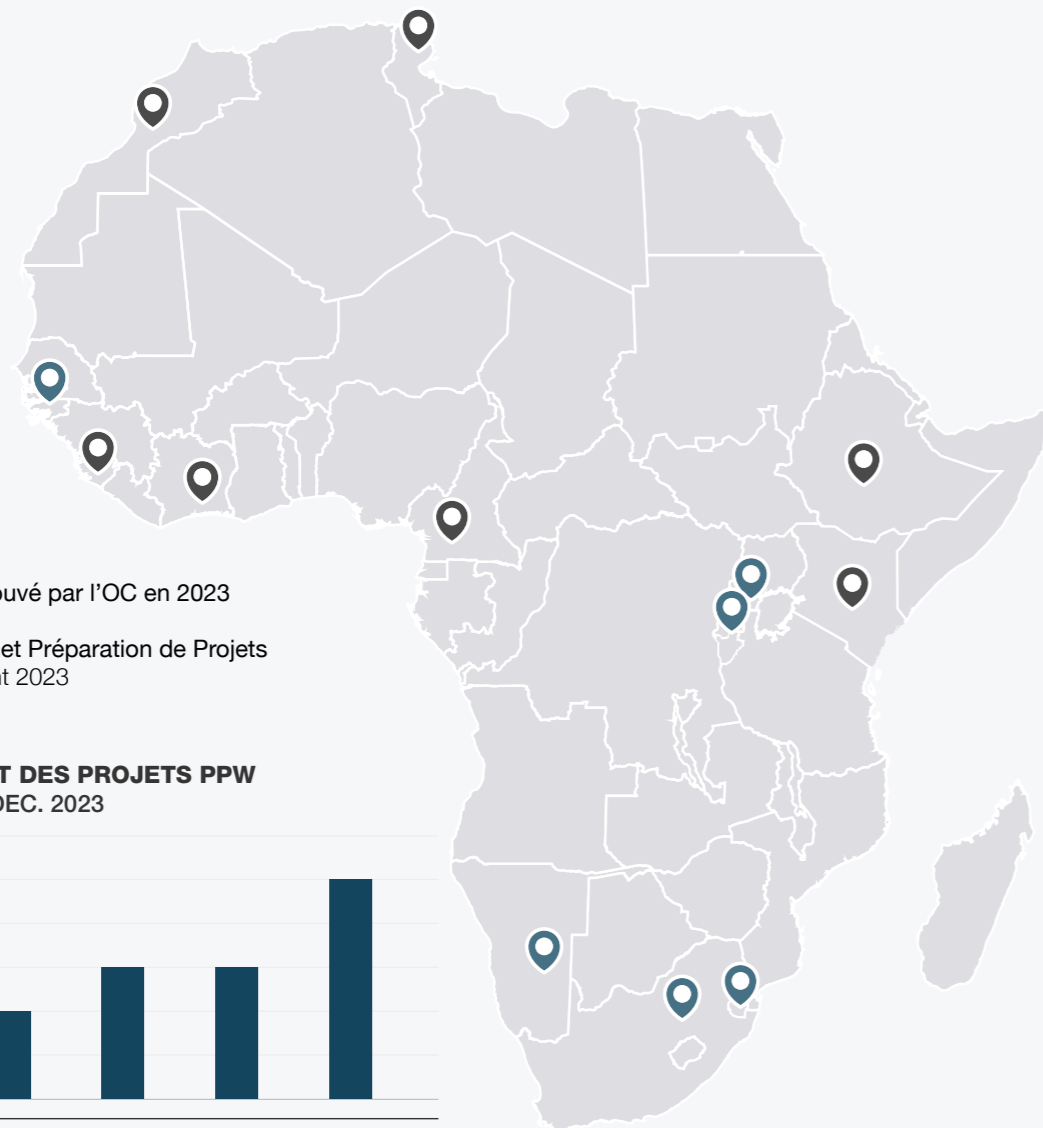 ouvé par l’OC en 2023
et Préparation de Projets
nt 2023
T DES PROJETS PPW
DEC. 2023